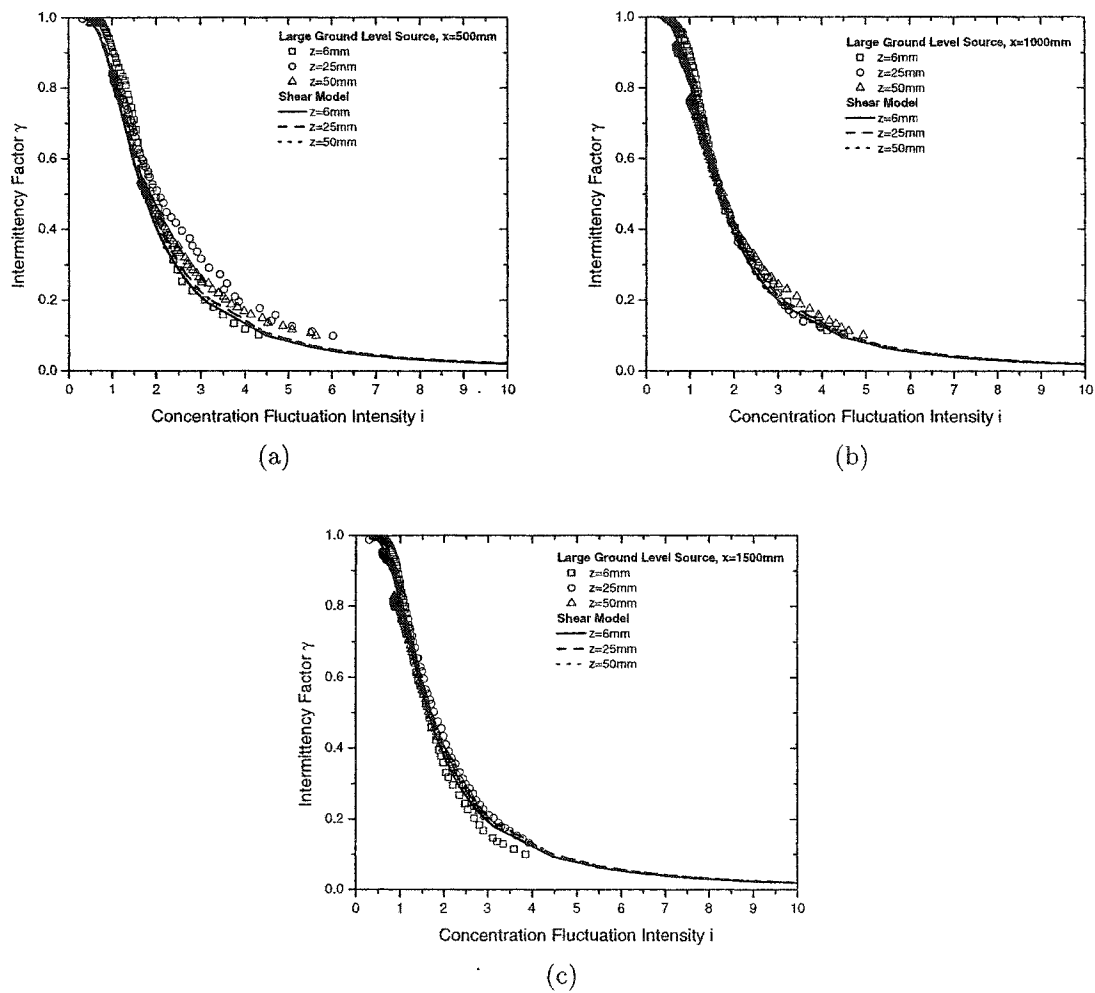 Large Ground Level Source, x=500mm
z=6mm
z=25mm
z=50mm
Shear Model
z=6mm
z=25mm
z=50mm
Intermittency Factor γ
1.0
0.8
0.6
0.4
0.2
0.0
0 1 2 3 4 5 6 7 8 9 10
Concentration Fluctuation Intensity i
(a)
Large Ground Level Source, x=1000mm
z=6mm
z=25mm
z=50mm
Shear Model
z=6mm
z=25mm
z=50mm
Intermittency Factor γ
1.0
0.8
0.6
0.4
0.2
0.0
0 1 2 3 4 5 6 7 8 9 10
Concentration Fluctuation Intensity i
(b)
Large Ground Level Source, x=1500mm
z=6mm
z=25mm
z=50mm
Shear Model
z=6mm
z=25mm
z=50mm
Intermittency Factor γ
1.0
0.8
0.6
0.4
0.2
0.0
0 1 2 3 4 5 6 7 8 9 10
Concentration Fluctuation Intensity i
(c)